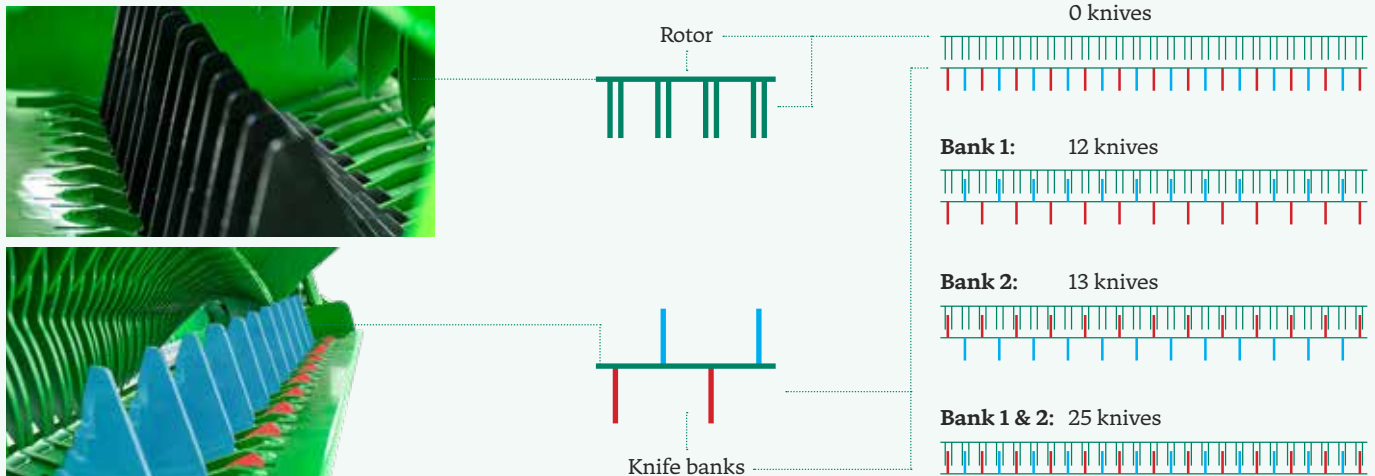 0 knives
Rotor
Bank 1: 12 knives
Bank 2: 13 knives
Bank 1 & 2: 25 knives
Knife banks